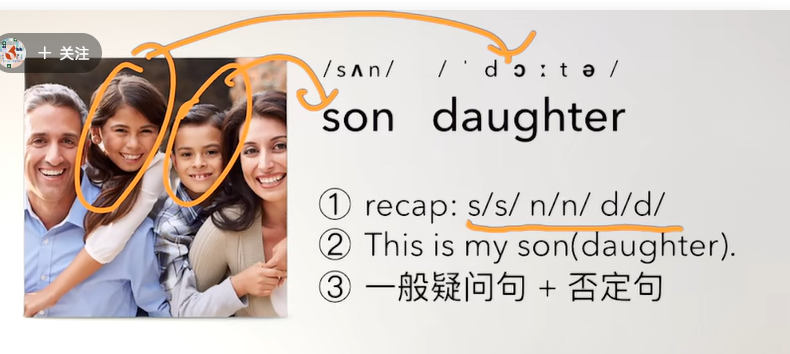 + 关注
/sʌn/ /ˈdɔːtə/
son daughter
① recap: s/s/ n/n/ d/d/
② This is my son(daughter).
③ 一般疑问句 + 否定句